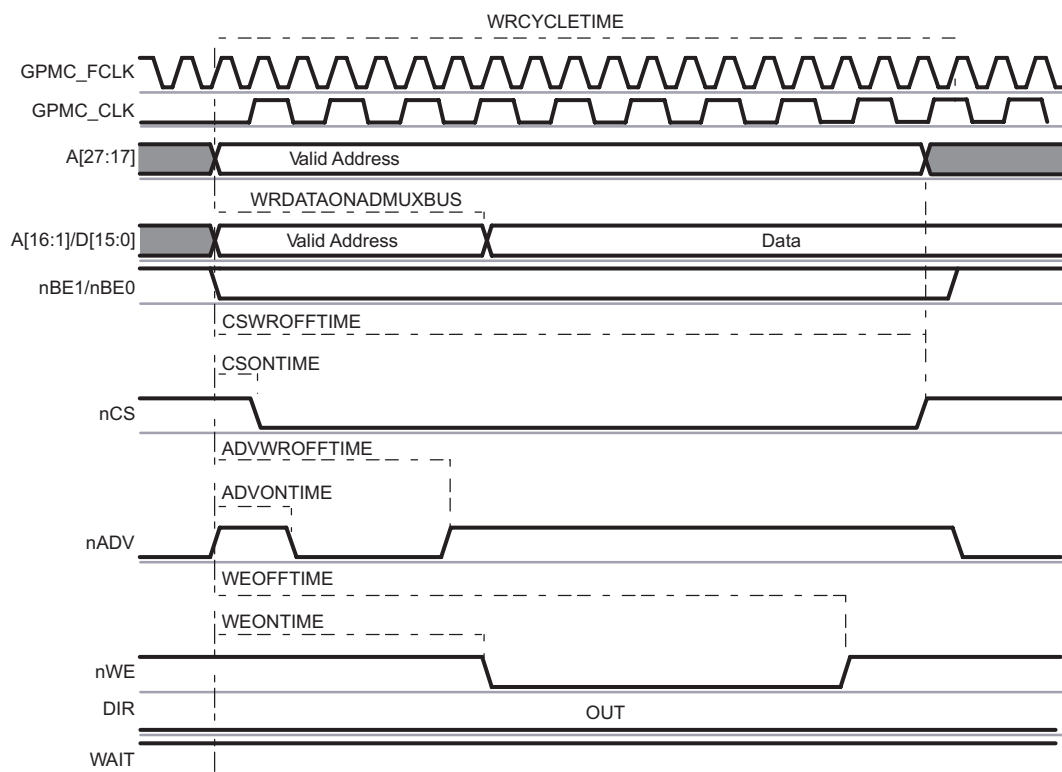 WRCYCLETIME
GPMC_FCLK
GPMC_CLK
A[27:17] Valid Address
WRDATAONADMUXBUS
A[16:1]/D[15:0] Valid Address Data
nBE1/nBE0
CSWROFFTIME
CSONTIME
nCS
ADVWROFFTIME
ADVONTIME
nADV
WEOFFTIME
WEONTIME
nWE
DIR OUT
WAIT